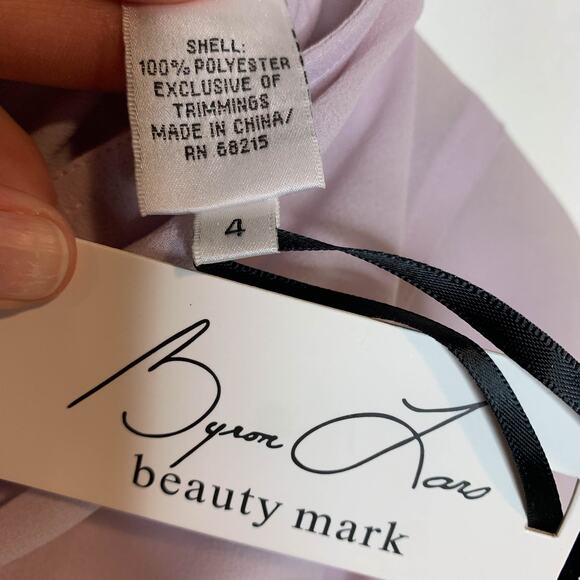 SHELL:
100% POLYESTER
EXCLUSIVE OF
TRIMMINGS
MADE IN CHINA/
RN 68215
4
Byron Lars
beauty mark